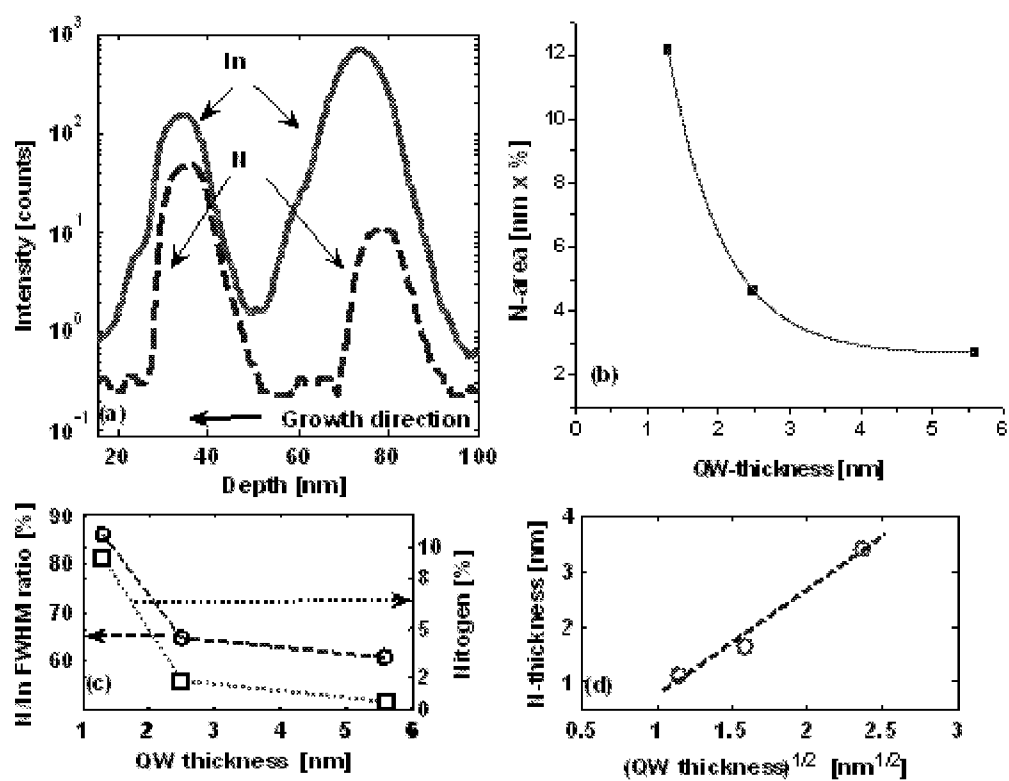 10³
10²
10¹
10⁰
10⁻¹
Intensity [counts]
In
N
(a)
Growth direction
20 40 60 80 100
Depth [nm]
12
10
8
6
4
2
N-area [nm x %]
(b)
0 1 2 3 4 5 6
QW-thickness [nm]
90
80
70
60
N/In FWHM ratio [%]
10
8
4
2
0
Nitogen [%]
(c)
1 2 3 4 5 6
QW thickness [nm]
4
3
2
1
N-thickness [nm]
(d)
0.5 1 1.5 2 2.5 3
(QW thickness)^1/2 [nm^1/2]